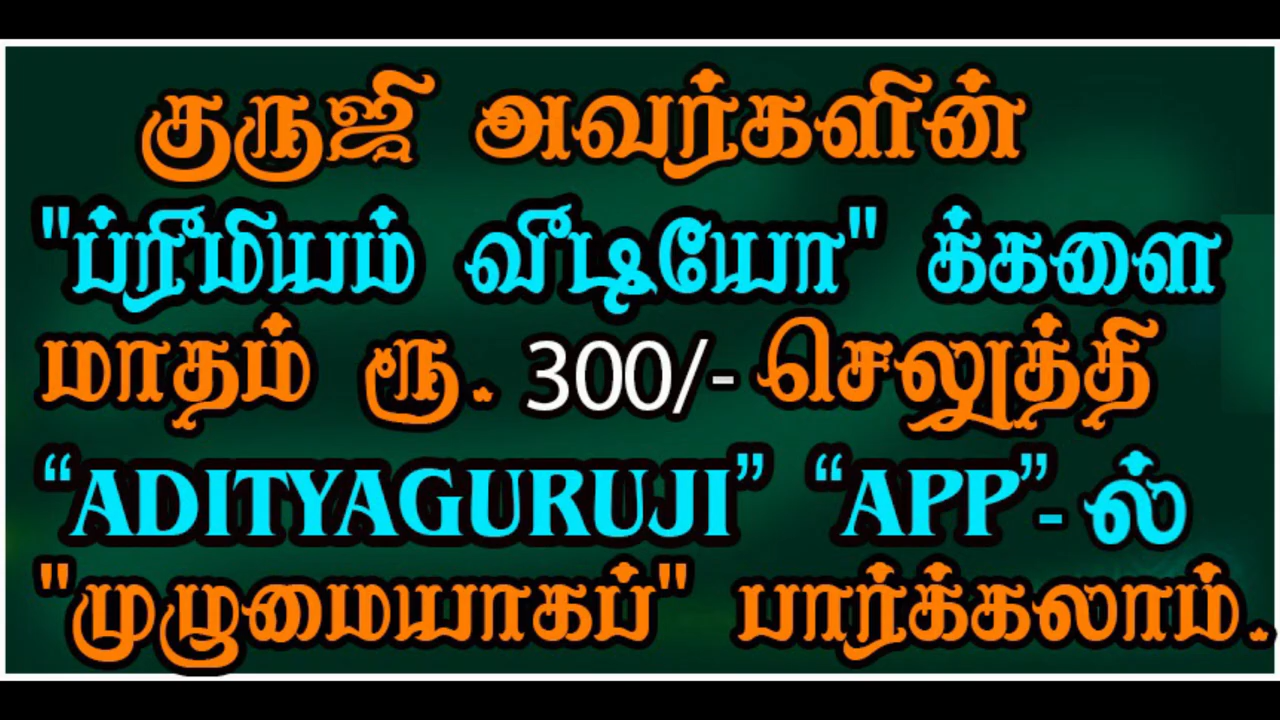 குருஜி அவர்களின்
"ப்ரீமியம் வீடியோ" க்களை
மாதம் ரூ. 300/- செலுத்தி
“ADITYAGURUJI” “APP”- ல்
"முழுமையாகப்" பார்க்கலாம்.